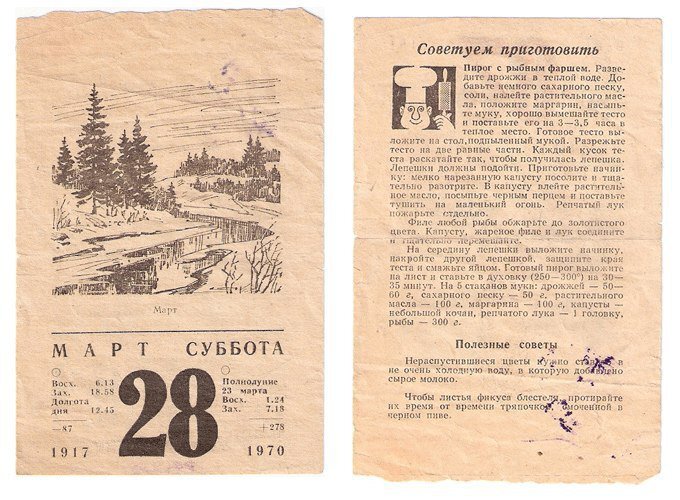 Март
МАРТ СУББОТА
Восх. 6.13
Зах. 18.58
Долгота
дня 12.45
—87
28
Полнолуние
23 марта
Восх. 1.24
Зах. 7.18
+278
1917
1970
Советуем приготовить
Пирог с рыбным фаршем. Разве-
дите дрожжи в теплой воде. До-
бавьте немного сахарного песку,
соли, налейте растительного мас-
ла, положите маргарин, насыпь-
те муку, хорошо вымешайте тесто
и поставьте его на 3—3,5 часа в
теплое место. Готовое тесто вы-
ложите на стол, подпыленный мукой. Разрежьте
тесто на две равные части. Каждый кусок те-
ста раскатайте так, чтобы получилась лепешка.
Лепешки должны подойти. Приготовьте начин-
ку: мелко нарезанную капусту посолите и тща-
тельно разотрите. В капусту влейте раститель-
ное масло, посыпьте черным перцем и поставьте
тушить на маленький огонь. Репчатый лук
пожарьте отдельно.
Филе любой рыбы обжарьте до золотистого
цвета. Капусту, жареное филе и лук соедините
и тщательно перемешайте.
На середину лепешки выложите начинку,
накройте другой лепешкой, защипите края
теста и смажьте яйцом. Готовый пирог выложите
на лист и ставьте в духовку (250—300°) на 30—
35 минут. На 5 стаканов муки: дрожжей — 50—
60 г, сахарного песку — 50 г, растительного
масла — 100 г, маргарина — 100 г, капусты —
небольшой кочан, репчатого лука — 1 головку,
рыбы — 300 г.
Полезные советы
Нераспустившиеся цветы нужно ставить в
не очень холодную воду, в которую добавлено
сырое молоко.
Чтобы листья фикуса блестели, протирайте
их время от времени тряпочкой, смоченной в
черном пиве.